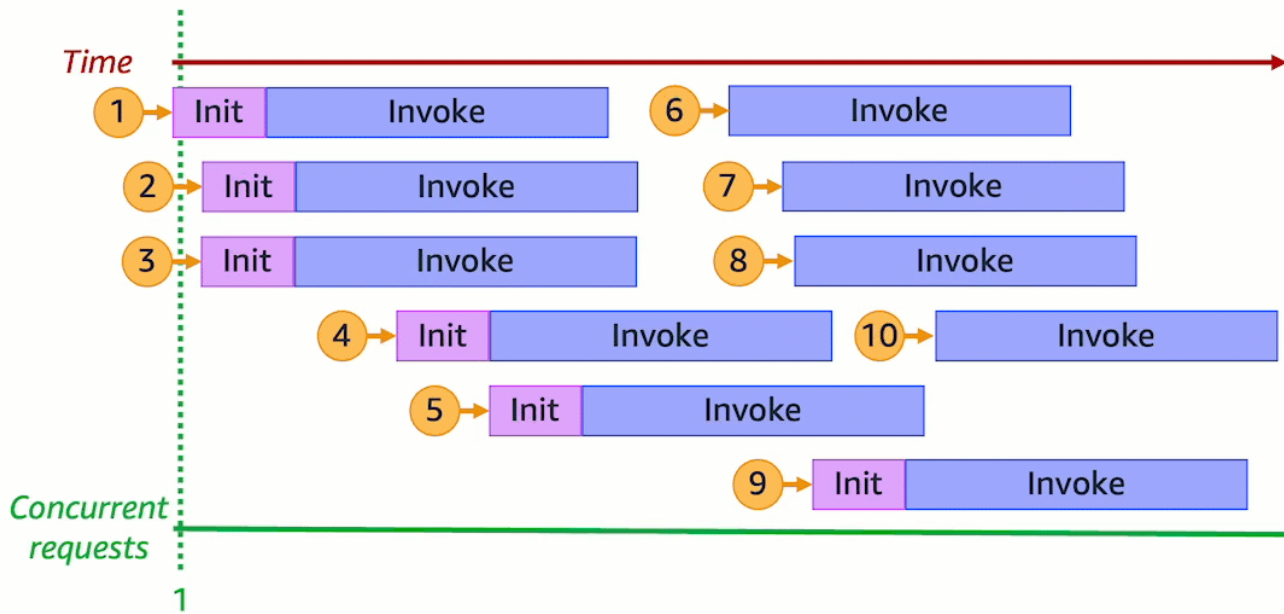 Time
1 Init Invoke 6 Invoke
2 Init Invoke 7 Invoke
3 Init Invoke 8 Invoke
4 Init Invoke 10 Invoke
5 Init Invoke
9 Init Invoke
Concurrent
requests
1